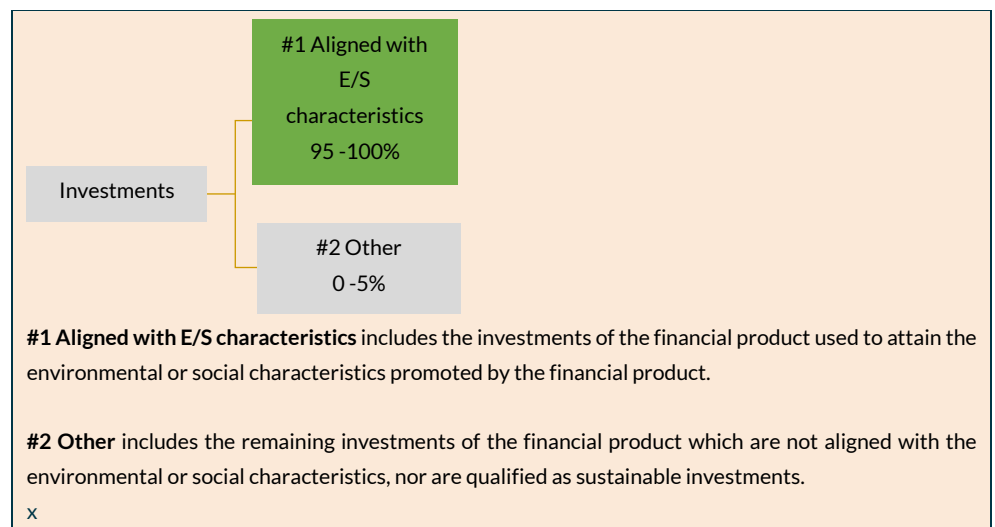 #1 Aligned with
E/S
characteristics
95 -100%
Investments
#2 Other
0 -5%
#1 Aligned with E/S characteristics includes the investments of the financial product used to attain the
environmental or social characteristics promoted by the financial product.
#2 Other includes the remaining investments of the financial product which are not aligned with the
environmental or social characteristics, nor are qualified as sustainable investments.
x